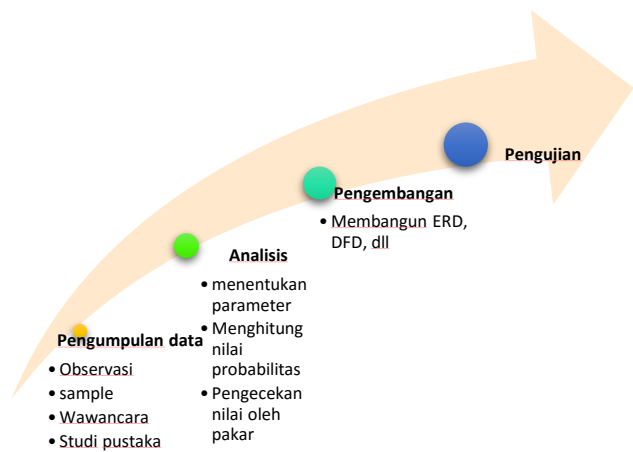 Pengumpulan data
• Observasi
• sample
• Wawancara
• Studi pustaka
Analisis
• menentukan
parameter
• Menghitung
nilai
probabilitas
• Pengecekan
nilai oleh
pakar
Pengembangan
• Membangun ERD,
DFD, dll
Pengujian